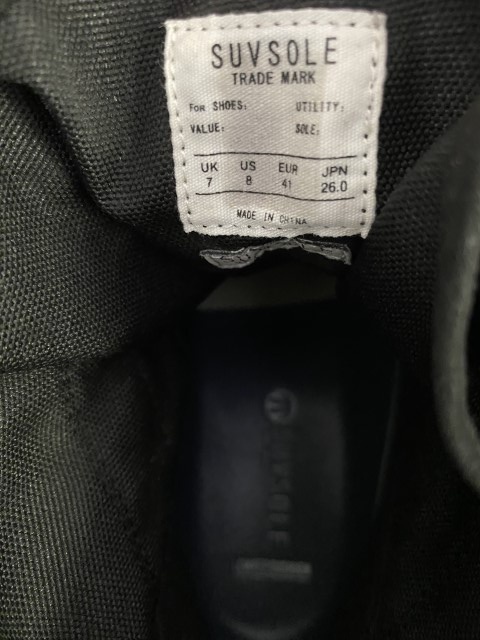 SUVSOLE
TRADE MARK
FOR SHOES: UTILITY:
VALUE: SOLE:
UK US EUR JPN
7 8 41 26.0
MADE IN CHINA